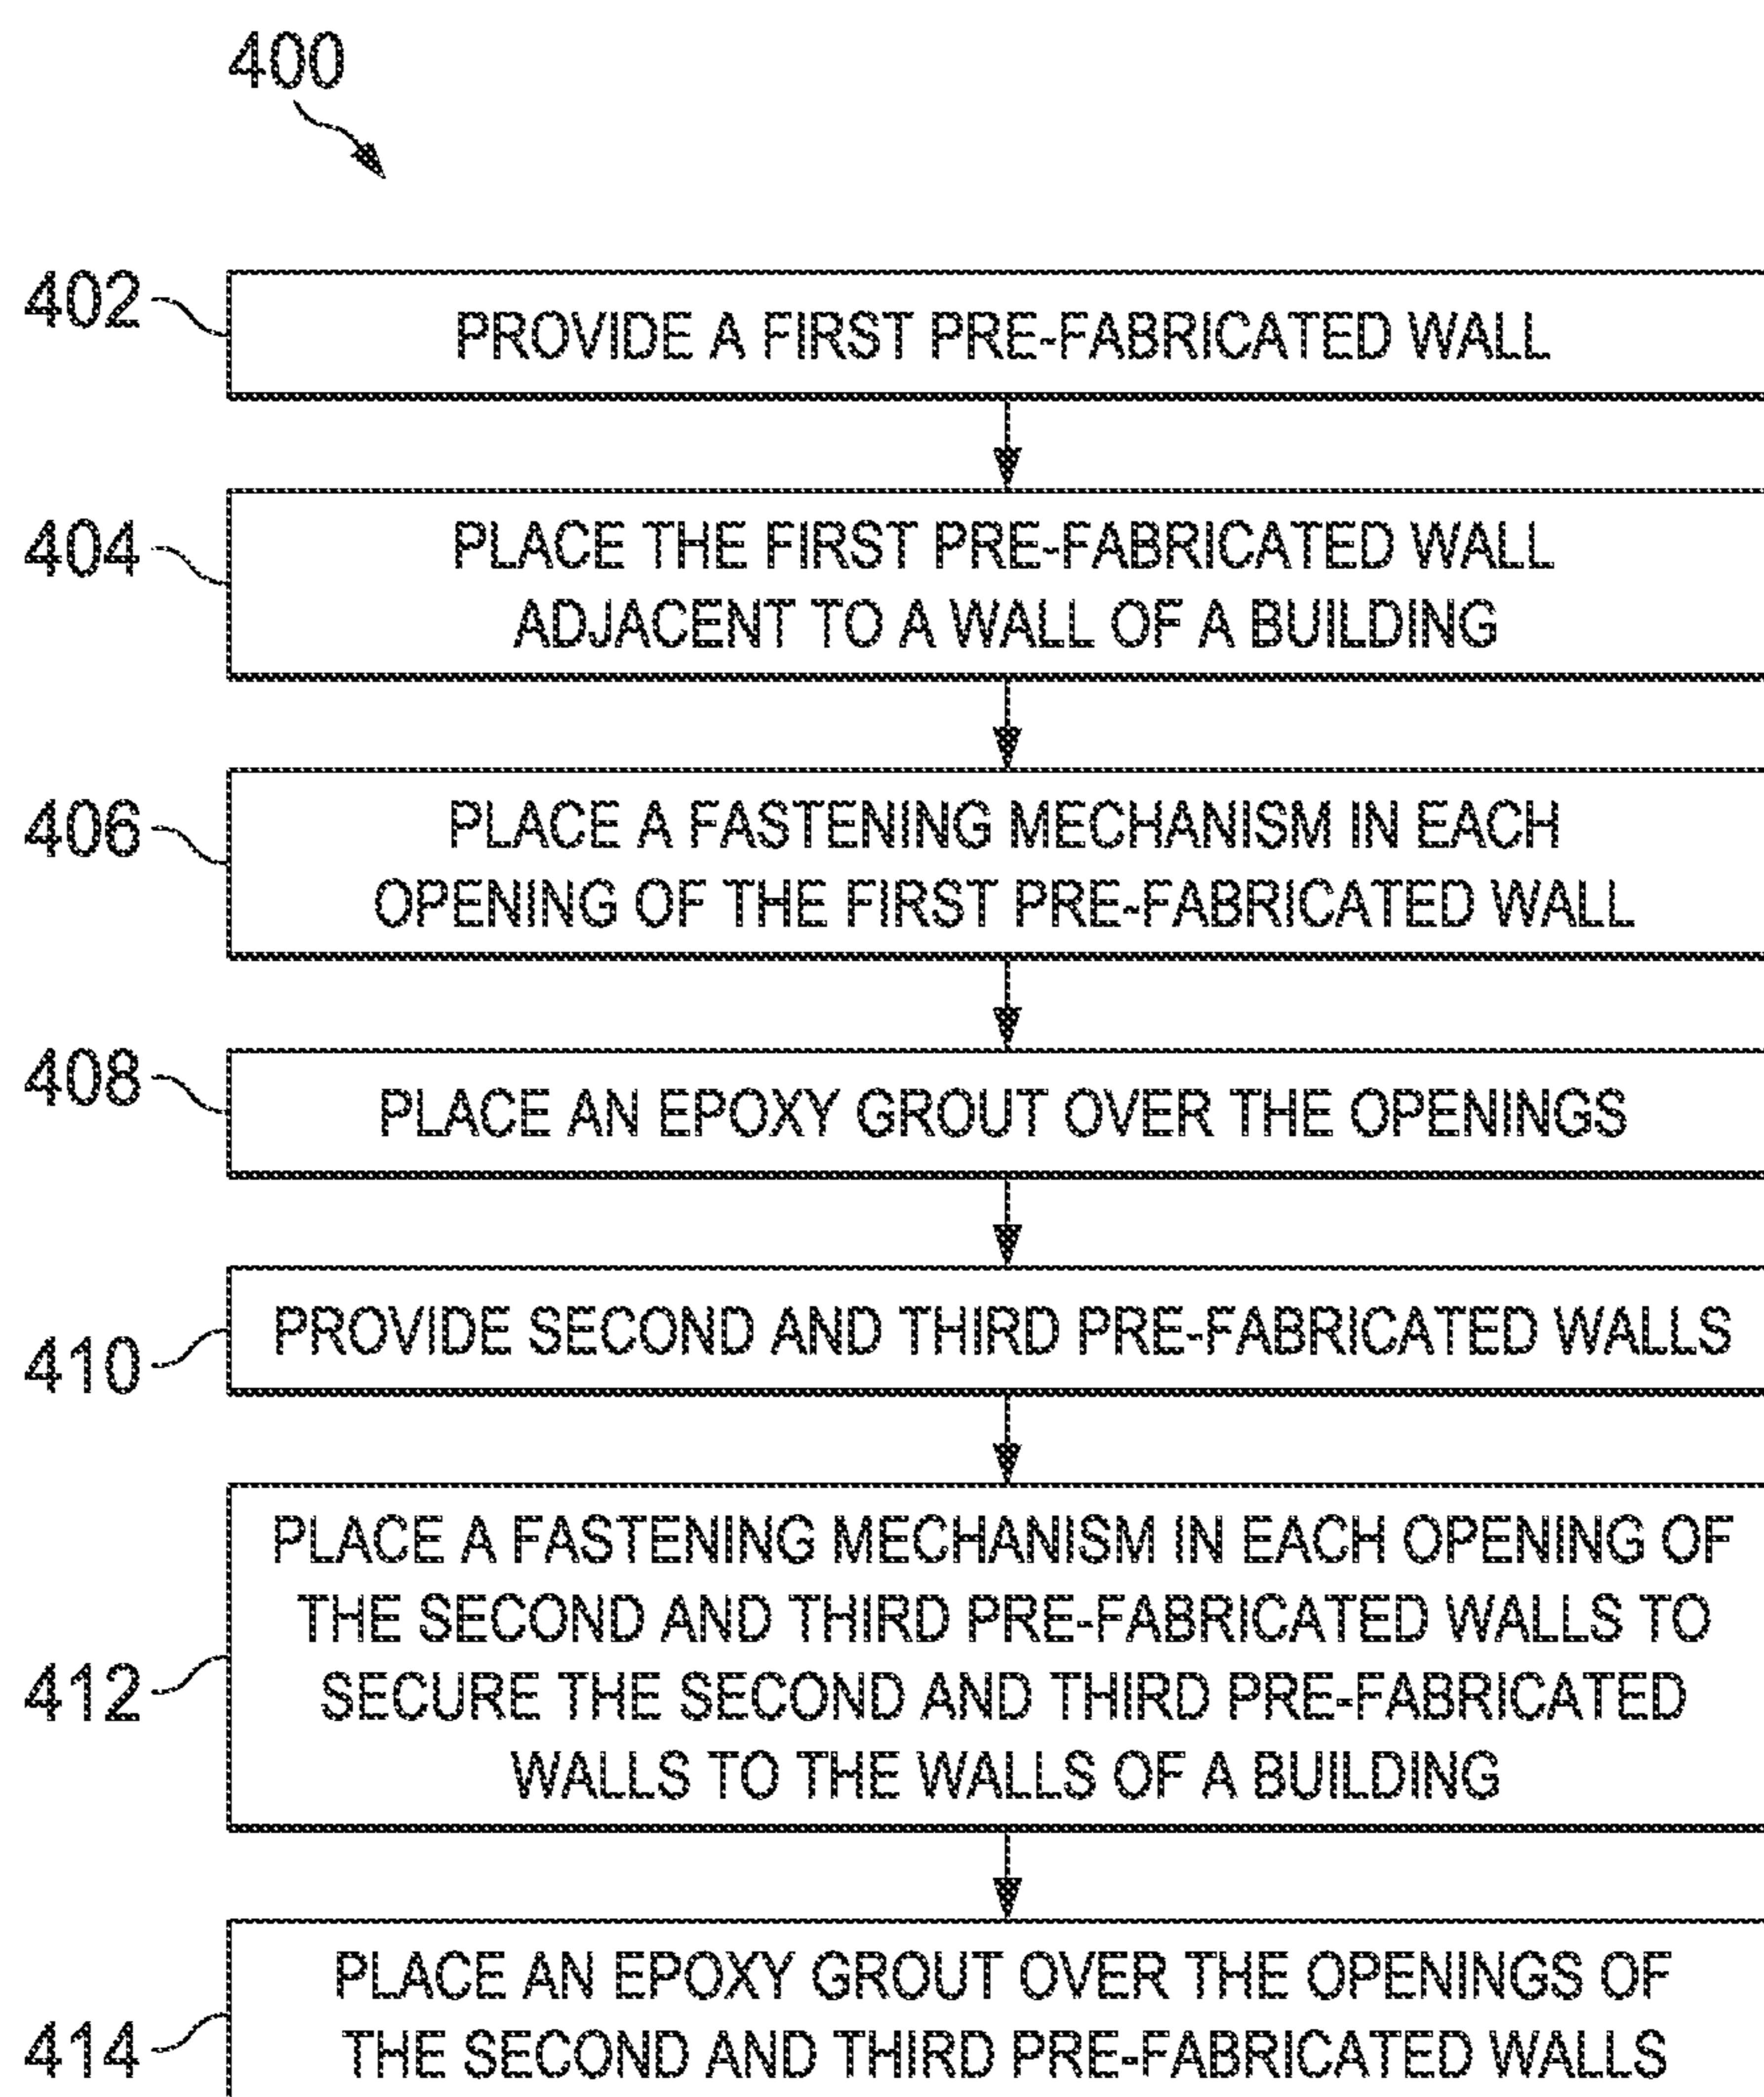 400
402
PROVIDE A FIRST PRE-FABRICATED WALL
404
PLACE THE FIRST PRE-FABRICATED WALL
ADJACENT TO A WALL OF A BUILDING
406
PLACE A FASTENING MECHANISM IN EACH
OPENING OF THE FIRST PRE-FABRICATED WALL
408
PLACE AN EPOXY GROUT OVER THE OPENINGS
410
PROVIDE SECOND AND THIRD PRE-FABRICATED WALLS
412
PLACE A FASTENING MECHANISM IN EACH OPENING OF
THE SECOND AND THIRD PRE-FABRICATED WALLS TO
SECURE THE SECOND AND THIRD PRE-FABRICATED
WALLS TO THE WALLS OF A BUILDING
414
PLACE AN EPOXY GROUT OVER THE OPENINGS OF
THE SECOND AND THIRD PRE-FABRICATED WALLS